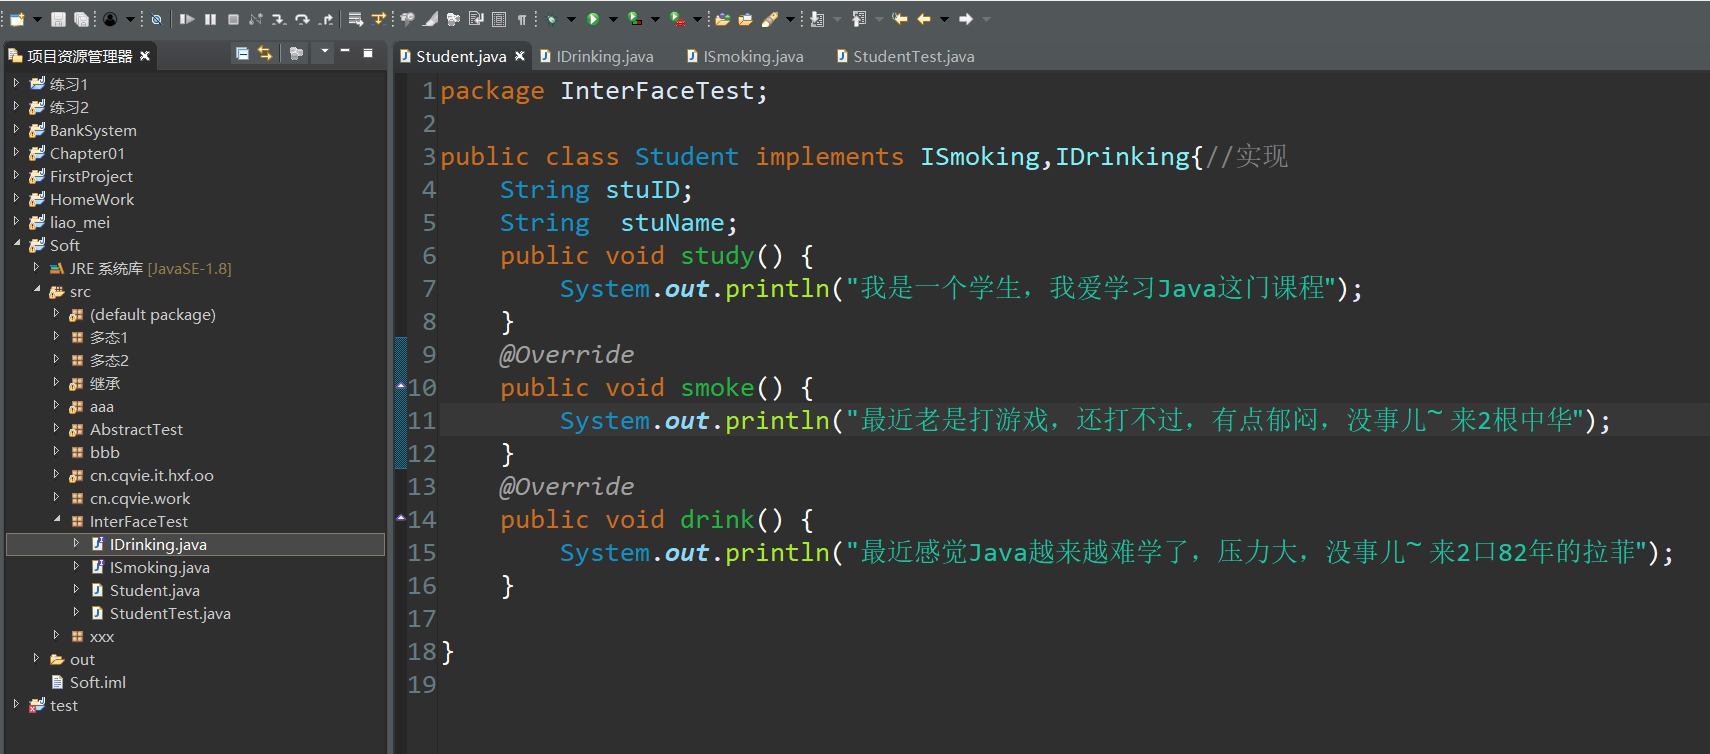 项目资源管理器
练习1
练习2
BankSystem
Chapter01
FirstProject
HomeWork
liao_mei
Soft
JRE 系统库 [JavaSE-1.8]
src
(default package)
多态1
多态2
继承
aaa
AbstractTest
bbb
cn.cqvie.it.hxf.oo
cn.cqvie.work
InterFaceTest
IDrinking.java
ISmoking.java
Student.java
StudentTest.java
xxx
out
Soft.iml
test
Student.java IDrinking.java ISmoking.java StudentTest.java
1 package InterFaceTest;
2
3 public class Student implements ISmoking,IDrinking{//实现
4     String stuID;
5     String  stuName;
6     public void study() {
7         System.out.println("我是一个学生，我爱学习Java这门课程");
8     }
9     @Override
10     public void smoke() {
11         System.out.println("最近老是打游戏，还打不过，有点郁闷，没事儿~ 来2根中华");
12     }
13     @Override
14     public void drink() {
15         System.out.println("最近感觉Java越来越难学了，压力大，没事儿~ 来2口82年的拉菲");
16     }
17
18 }
19